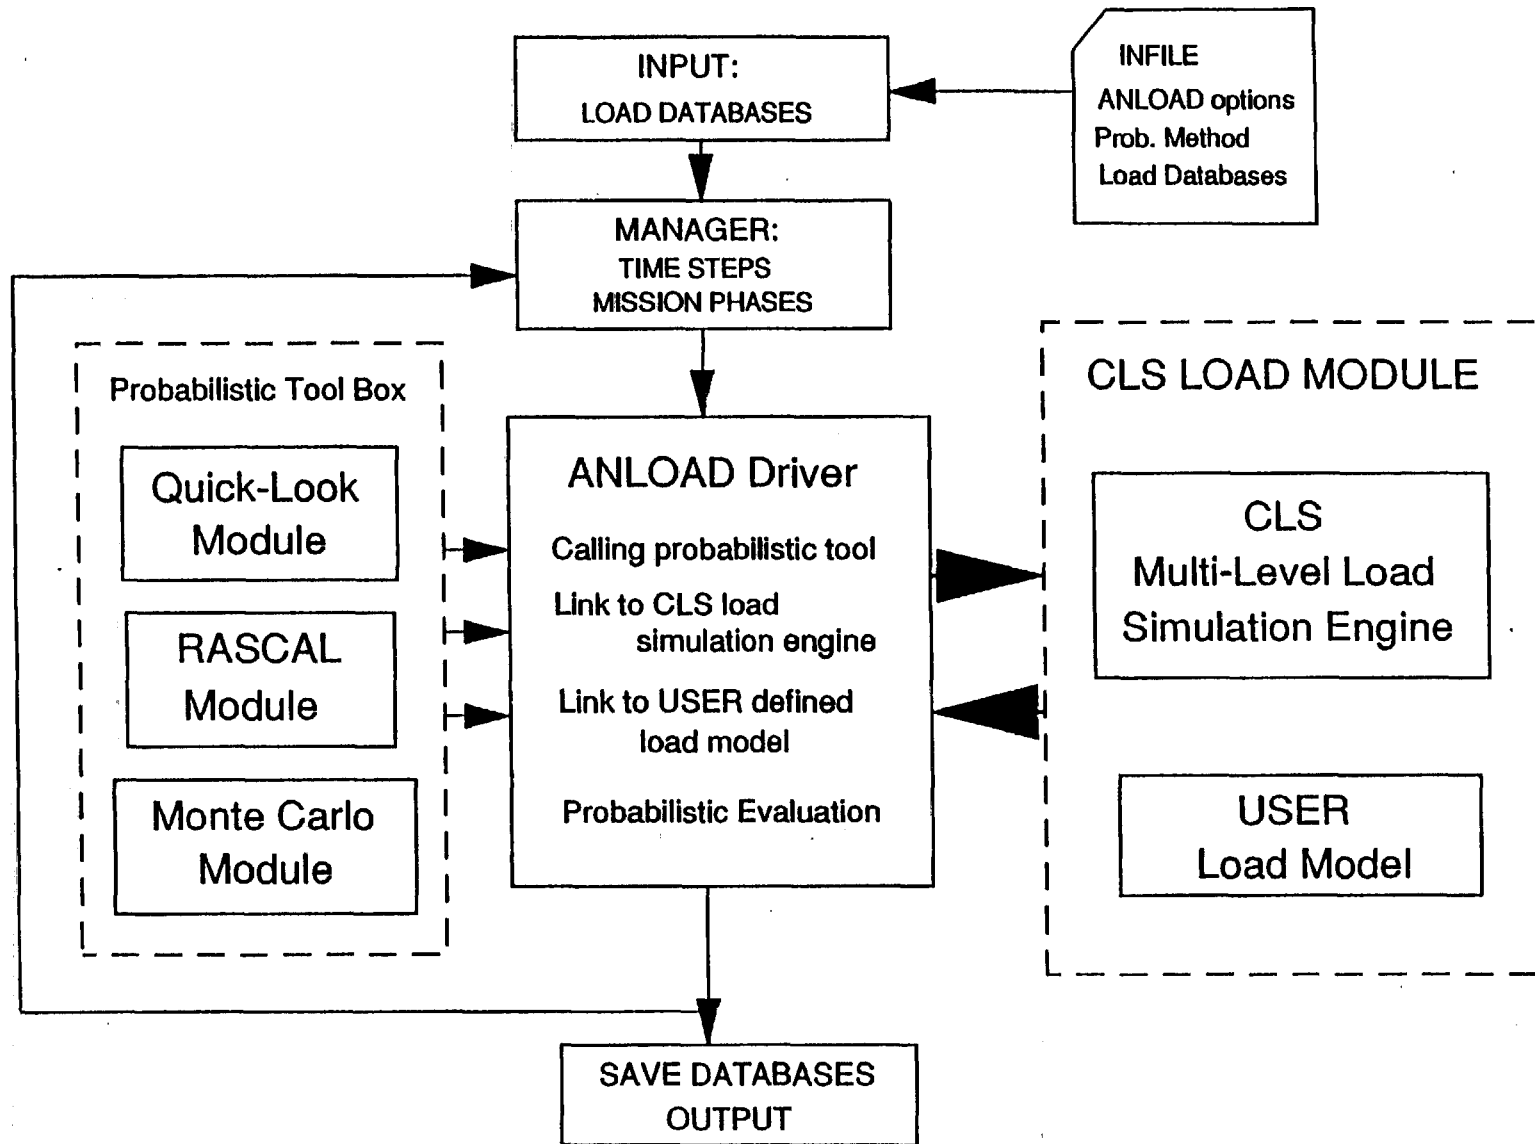 INPUT:
LOAD DATABASES
INFILE
ANLOAD options
Prob. Method
Load Databases
MANAGER:
TIME STEPS
MISSION PHASES
Probabilistic Tool Box
Quick-Look
Module
RASCAL
Module
Monte Carlo
Module
ANLOAD Driver
Calling probabilistic tool
Link to CLS load
simulation engine
Link to USER defined
load model
Probabilistic Evaluation
CLS LOAD MODULE
CLS
Multi-Level Load
Simulation Engine
USER
Load Model
SAVE DATABASES
OUTPUT